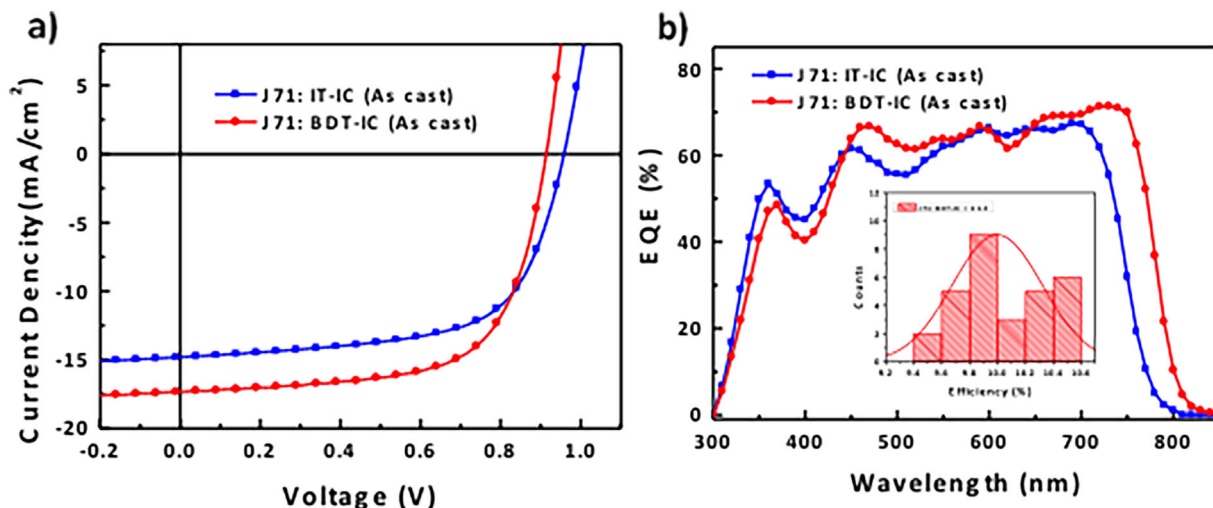 a)
J71: IT-IC (As cast)
J71: BDT-IC (As cast)
Current Dencity(mA/cm²)
5
0
-5
-10
-15
-20
-0.2 0.0 0.2 0.4 0.6 0.8 1.0
Voltage (V)
b)
J71: IT-IC (As cast)
J71: BDT-IC (As cast)
EQE (%)
80
60
40
20
0
300 400 500 600 700 800
Wavelength (nm)
Counts
Efficiency (%)